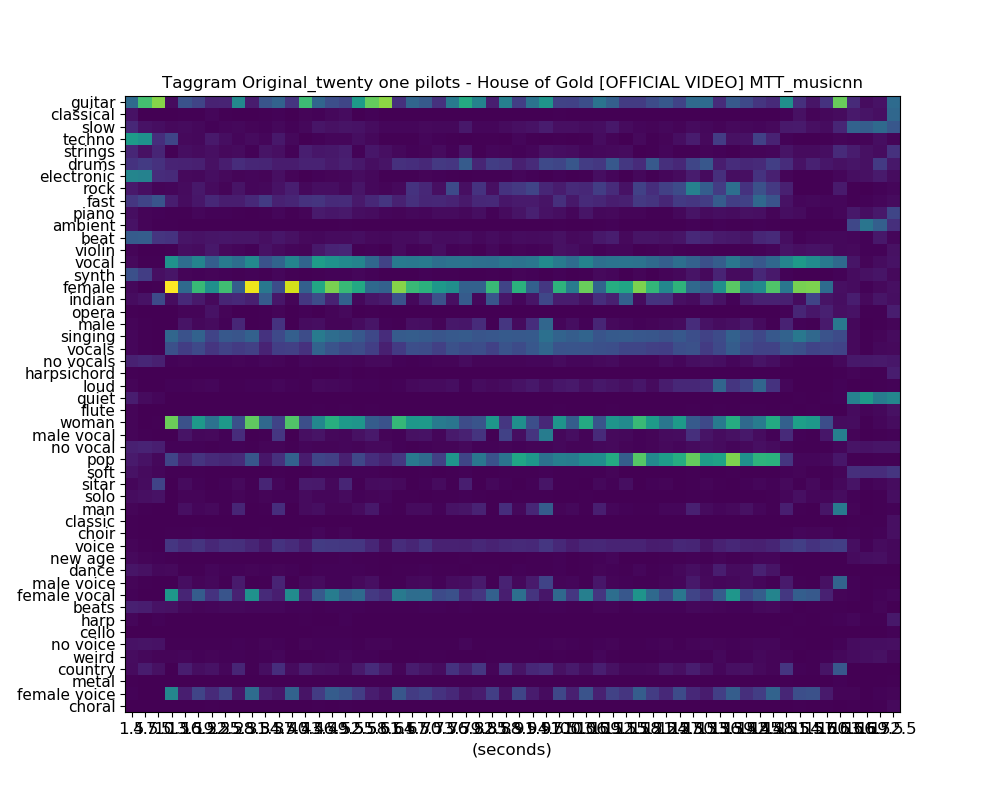 Taggram Original_twenty one pilots - House of Gold [OFFICIAL VIDEO] MTT_musicnn
guitar
classical
slow
techno
strings
drums
electronic
rock
fast
piano
ambient
beat
violin
vocal
synth
female
indian
opera
male
singing
vocals
no vocals
harpsichord
loud
quiet
flute
woman
male vocal
no vocal
pop
soft
sitar
solo
man
classic
choir
voice
new age
dance
male voice
female vocal
beats
harp
cello
no voice
weird
country
metal
female voice
choral
(seconds)